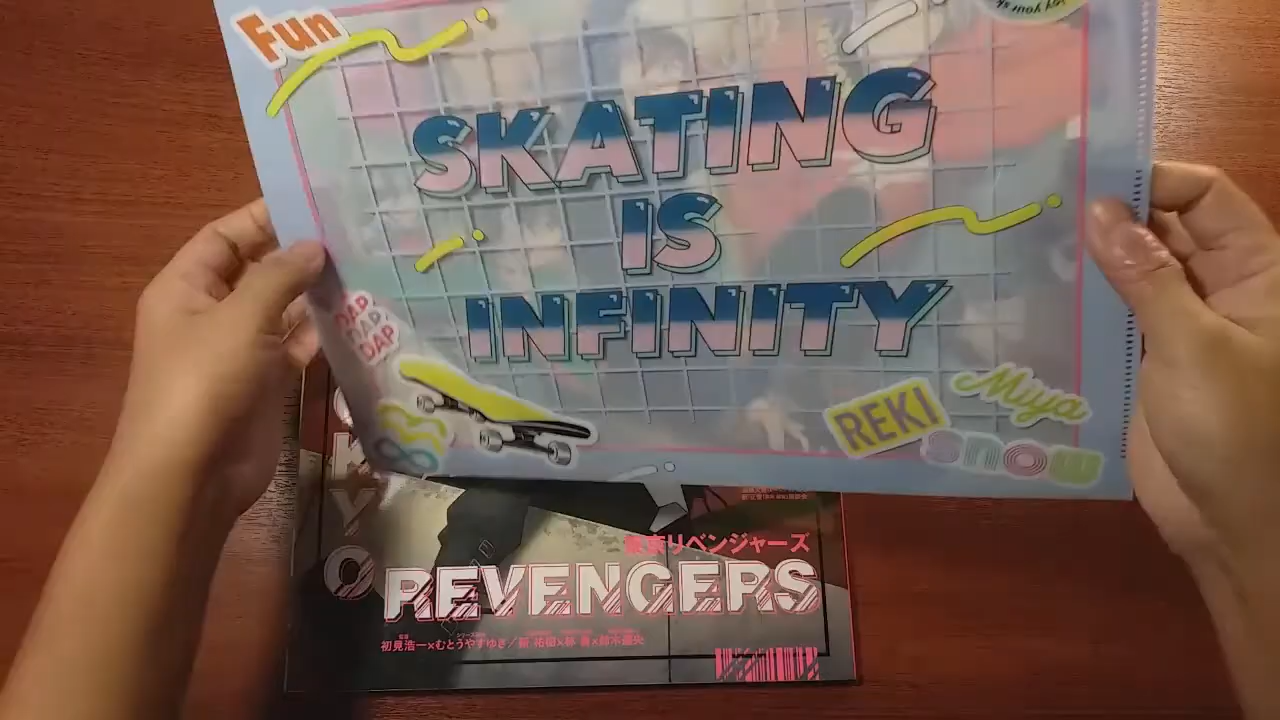 Fun
SKATING
IS
INFINITY
DAP
DAP
DAP
REKI
Miya
SNOW
OKYO
東京リベンジャーズ
REVENGERS